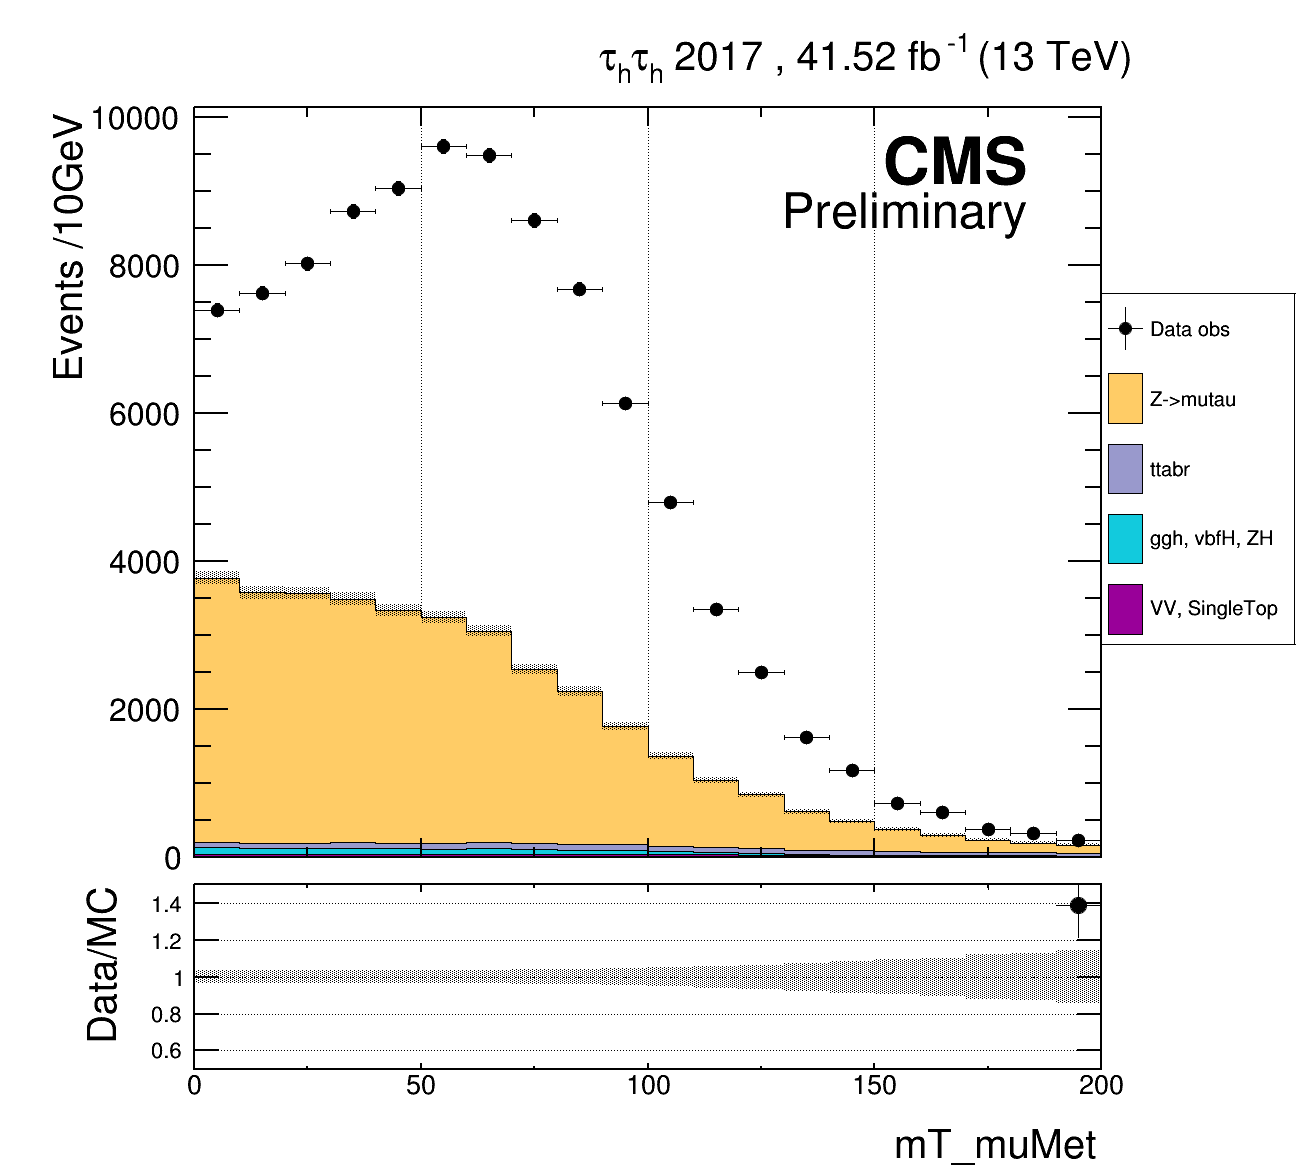 τhτh 2017 , 41.52 fb-1 (13 TeV)
CMS
Preliminary
Events /10GeV
10000
8000
6000
4000
2000
0
Data obs
Z->mutau
ttabr
ggh, vbfH, ZH
VV, SingleTop
Data/MC
1.4
1.2
1
0.8
0.6
0 50 100 150 200
mT_muMet